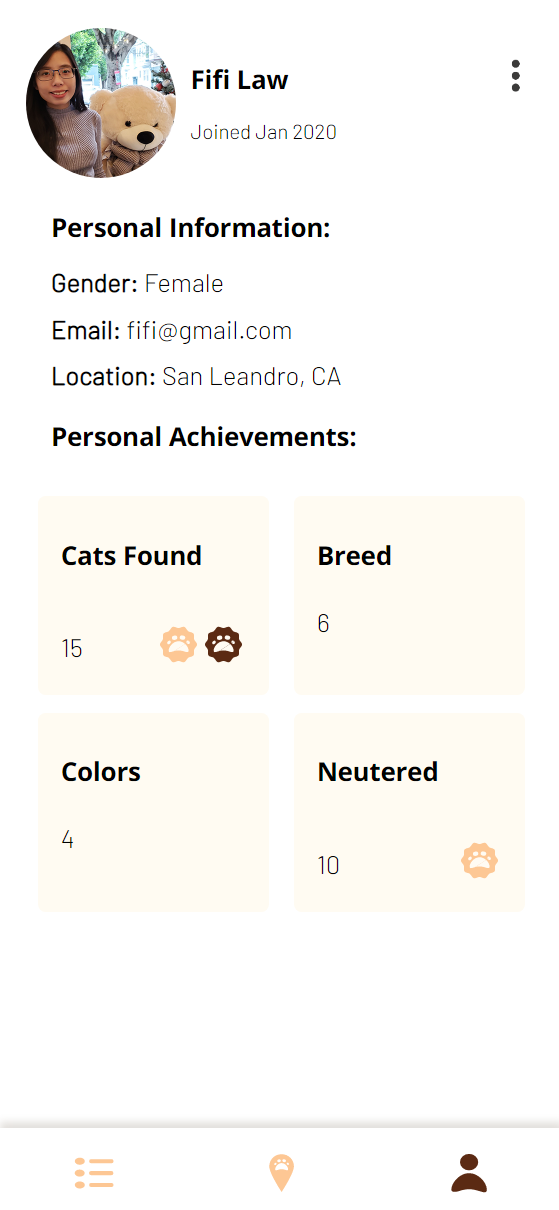 Fifi Law
Joined Jan 2020
Personal Information:
Gender: Female
Email: fifi@gmail.com
Location: San Leandro, CA
Personal Achievements:
Cats Found
15
Breed
6
Colors
4
Neutered
10